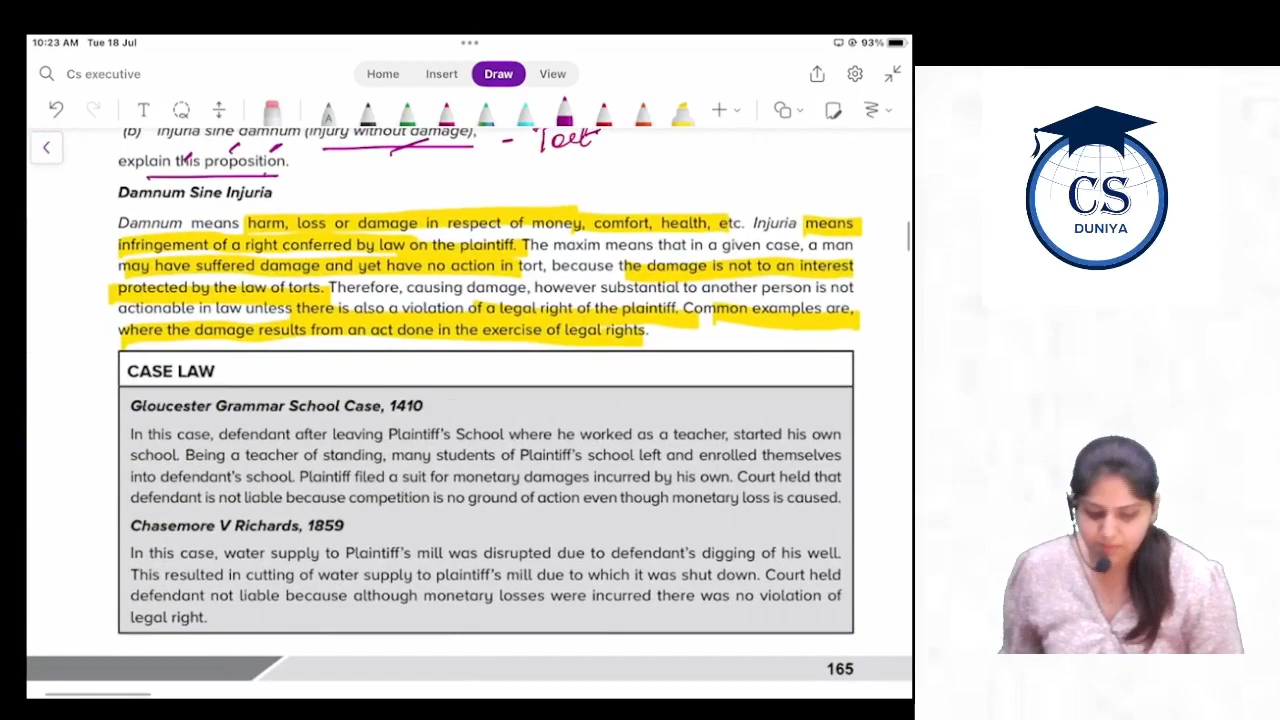 10:23 AM Tue 18 Jul
93%
Cs executive
Home Insert Draw View
T
A
(b) Injuria sine damnum (injury without damage),
- Tort
explain this proposition.
Damnum Sine Injuria
Damnum means harm, loss or damage in respect of money, comfort, health, etc. Injuria means
infringement of a right conferred by law on the plaintiff. The maxim means that in a given case, a man
may have suffered damage and yet have no action in tort, because the damage is not to an interest
protected by the law of torts. Therefore, causing damage, however substantial to another person is not
actionable in law unless there is also a violation of a legal right of the plaintiff. Common examples are,
where the damage results from an act done in the exercise of legal rights.
CASE LAW
Gloucester Grammar School Case, 1410
In this case, defendant after leaving Plaintiff's School where he worked as a teacher, started his own
school. Being a teacher of standing, many students of Plaintiff's school left and enrolled themselves
into defendant's school. Plaintiff filed a suit for monetary damages incurred by his own. Court held that
defendant is not liable because competition is no ground of action even though monetary loss is caused.
Chasemore V Richards, 1859
In this case, water supply to Plaintiff's mill was disrupted due to defendant's digging of his well.
This resulted in cutting of water supply to plaintiff's mill due to which it was shut down. Court held
defendant not liable because although monetary losses were incurred there was no violation of
legal right.
165
CS
DUNIYA